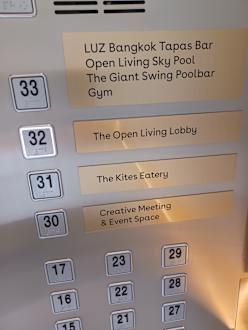 33
LUZ Bangkok Tapas Bar
Open Living Sky Pool
The Giant Swing Poolbar
Gym
32
The Open Living Lobby
31
The Kites Eatery
30
Creative Meeting
& Event Space
17 23 29
16 22 28
15 21 27